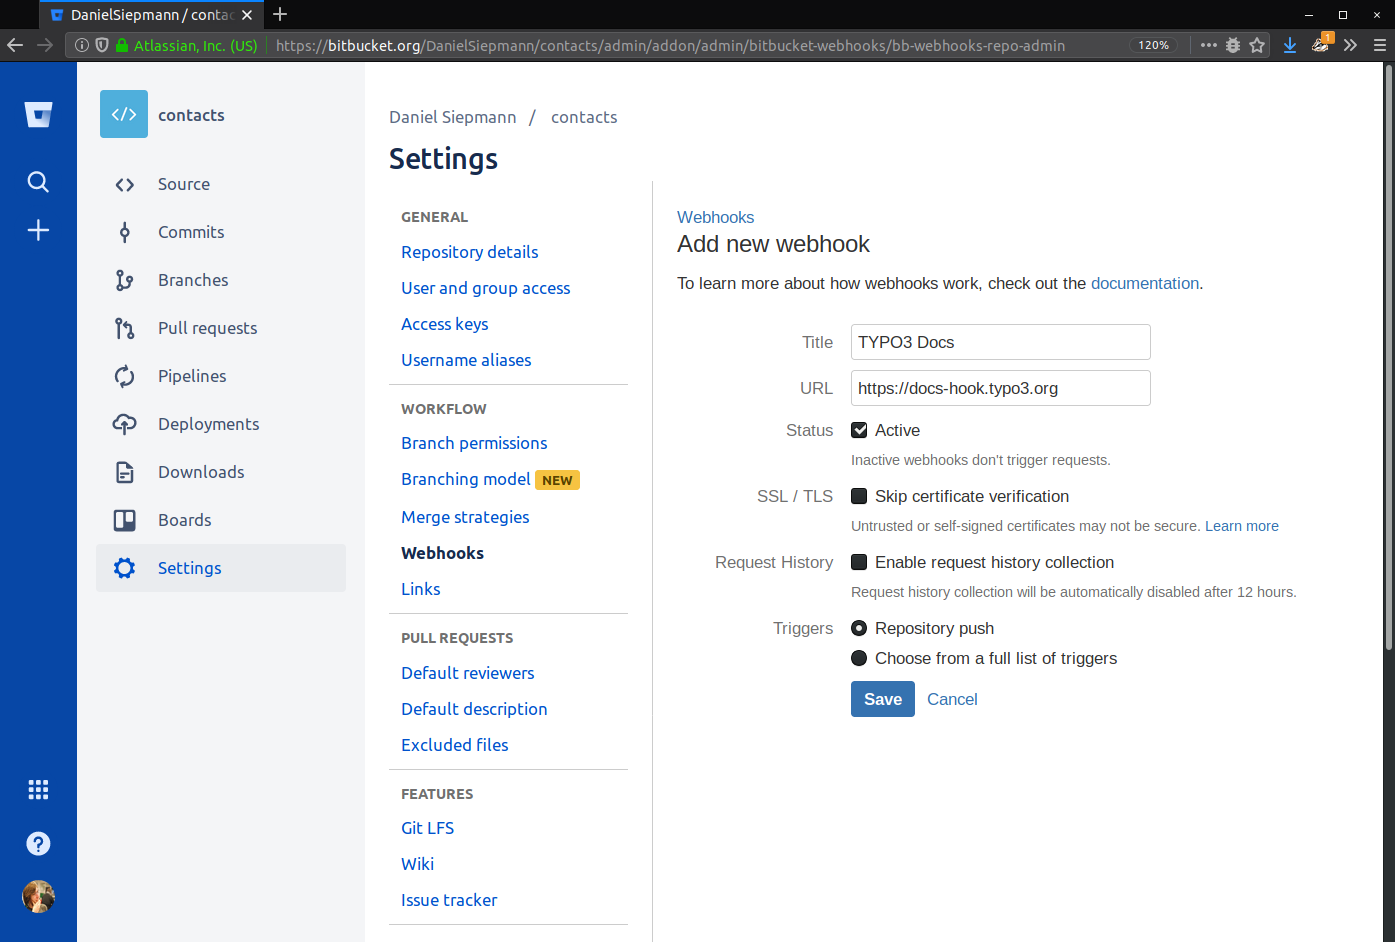 DanielSiepmann / contac
Atlassian, Inc. (US)
https://bitbucket.org/DanielSiepmann/contacts/admin/addon/admin/bitbucket-webhooks/bb-webhooks-repo-admin
120%
1
contacts
Source
Commits
Branches
Pull requests
Pipelines
Deployments
Downloads
Boards
Settings
Daniel Siepmann / contacts
Settings
GENERAL
Repository details
User and group access
Access keys
Username aliases
WORKFLOW
Branch permissions
Branching model NEW
Merge strategies
Webhooks
Links
PULL REQUESTS
Default reviewers
Default description
Excluded files
FEATURES
Git LFS
Wiki
Issue tracker
Webhooks
Add new webhook
To learn more about how webhooks work, check out the documentation.
Title TYPO3 Docs
URL https://docs-hook.typo3.org
Status Active
Inactive webhooks don't trigger requests.
SSL / TLS Skip certificate verification
Untrusted or self-signed certificates may not be secure. Learn more
Request History Enable request history collection
Request history collection will be automatically disabled after 12 hours.
Triggers Repository push
Choose from a full list of triggers
Save Cancel